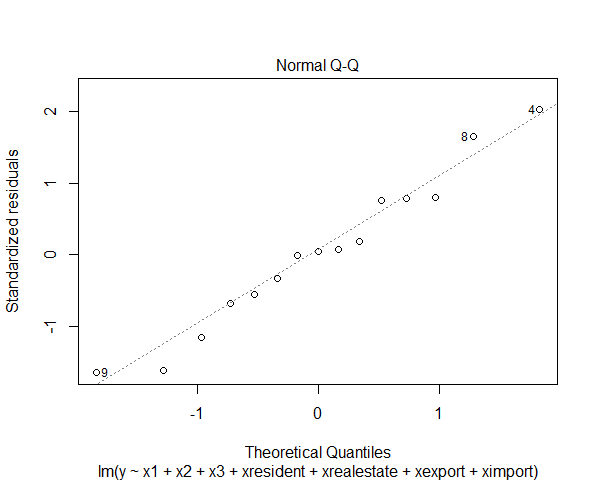 Normal Q-Q
Standardized residuals
2
1
0
-1
4
8
9
-1 0 1
Theoretical Quantiles
lm(y ~ x1 + x2 + x3 + xresident + xrealestate + xexport + ximport)